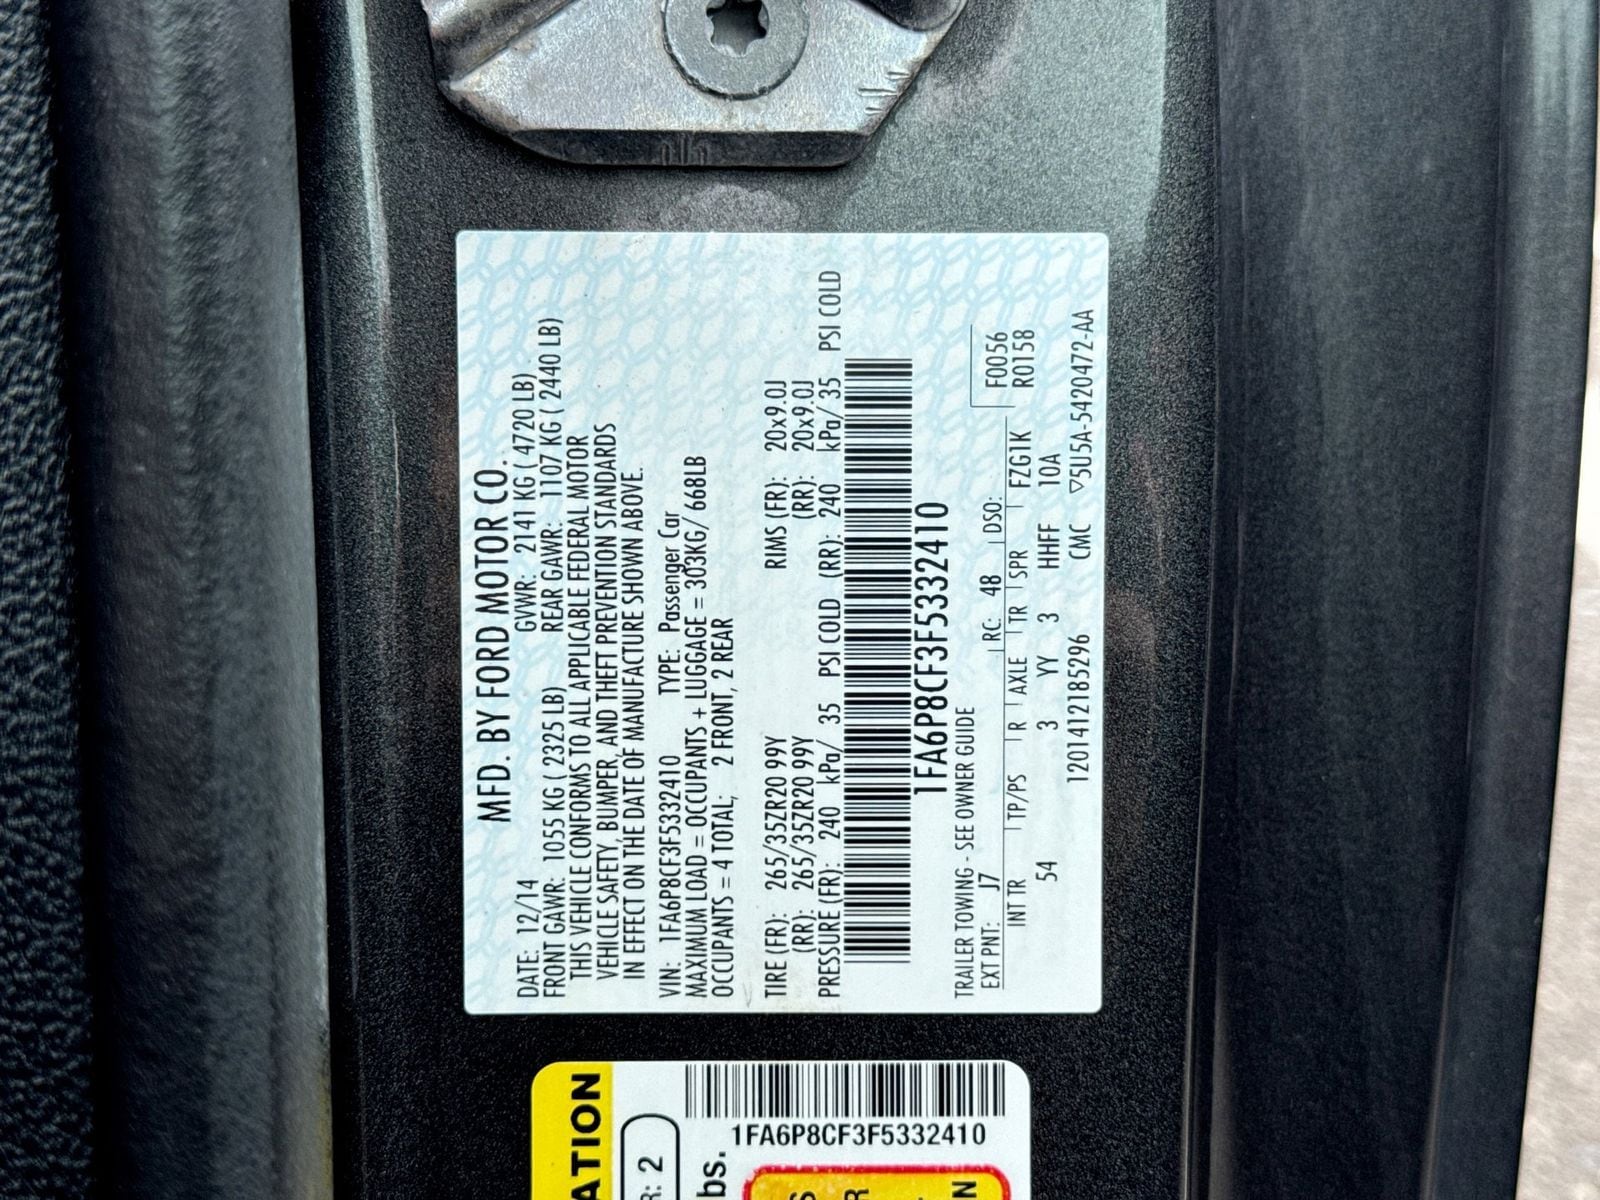 MFD. BY FORD MOTOR CO.
DATE: 12/14 GVWR: 2141 KG ( 4720 LB)
FRONT GAWR: 1055 KG ( 2325 LB) REAR GAWR: 1107 KG ( 2440 LB)
THIS VEHICLE CONFORMS TO ALL APPLICABLE FEDERAL MOTOR
VEHICLE SAFETY, BUMPER, AND THEFT PREVENTION STANDARDS
IN EFFECT ON THE DATE OF MANUFACTURE SHOWN ABOVE.
VIN: 1FA6P8CF3F5332410 TYPE: Passenger Car
MAXIMUM LOAD = OCCUPANTS + LUGGAGE = 303KG/ 668LB
OCCUPANTS = 4 TOTAL; 2 FRONT, 2 REAR
TIRE (FR): 265/35ZR20 99Y RIMS (FR): 20x9.0J
(RR): 265/35ZR20 99Y (RR): 20x9.0J
PRESSURE (FR): 240 kPa/ 35 PSI COLD (RR): 240 kPa/ 35 PSI COLD
1FA6P8CF3F5332410
TRAILER TOWING - SEE OWNER GUIDE
EXT PNT: J7 RC: 48 DSO: F0056
INT TR TP/PS R AXLE TR SPR FZG1K R0158
54 3 YY 3 HHFF 10A
1201412185296 CMC ▽5U5A-5420472-AA
ATION
R: 2
1FA6P8CF3F5332410
bs.
S
R
N